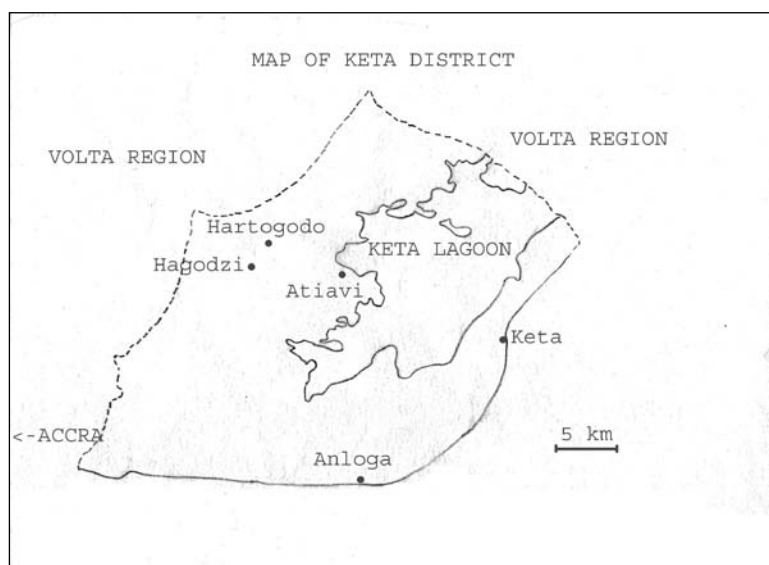 MAP OF KETA DISTRICT
VOLTA REGION
VOLTA REGION
Hartogodo
KETA LAGOON
Hagodzi
Atiavi
Keta
<-ACCRA
5 km
Anloga